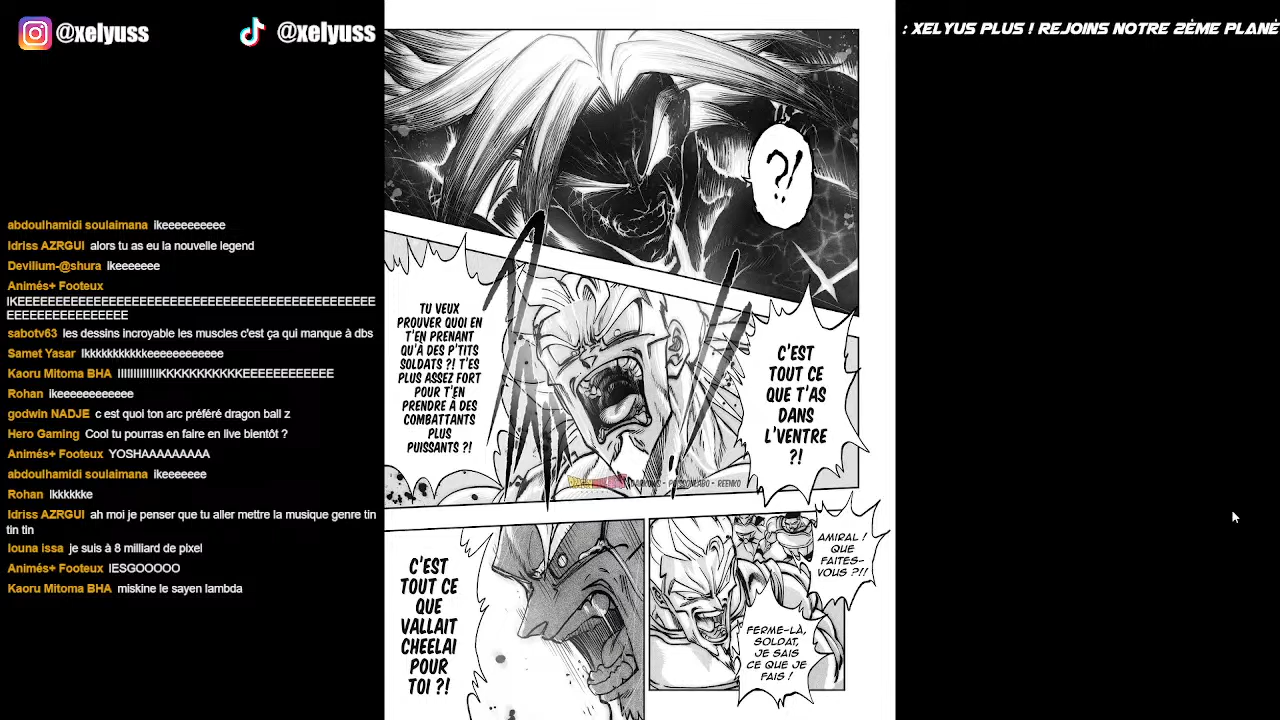 @xelyuss
@xelyuss
: XELYUS PLUS ! REJOINS NOTRE 2ÈME PLANÈ
abdoulhamidi soulaimana ikeeeeeeeeee
Idriss AZRGUI alors tu as eu la nouvelle legend
Devilium-@shura Ikeeeeeee
Animés+ Footeux
IKEEEEEEEEEEEEEEEEEEEEEEEEEEEEEEEEEEEEEEEEEEEEEE
EEEEEEEEEEEEEEEE
sabotv63 les dessins incroyable les muscles c'est ça qui manque à dbs
Samet Yasar Ikkkkkkkkkkeeeeeeeeeeee
Kaoru Mitoma BHA IIIIIIIIIIIIIKKKKKKKKKKKEEEEEEEEEEEE
Rohan ikeeeeeeeeeeee
godwin NADJE c est quoi ton arc préféré dragon ball z
Hero Gaming Cool tu pourras en faire en live bientôt ?
Animés+ Footeux YOSHAAAAAAAAA
abdoulhamidi soulaimana ikeeeeeee
Rohan Ikkkkkke
Idriss AZRGUI ah moi je penser que tu aller mettre la musique genre tin
tin tin
louna issa je suis à 8 milliard de pixel
Animés+ Footeux IESGOOOOO
Kaoru Mitoma BHA miskine le sayen lambda
?!
C'EST
TOUT CE
QUE T'AS
DANS
L'VENTRE
?!
TU VEUX
PROUVER QUOI EN
T'EN PRENANT
QU'À DES P'TITS
SOLDATS ?! T'ES
PLUS ASSEZ FORT
POUR T'EN
PRENDRE À DES
COMBATTANTS
PLUS
PUISSANTS ?!
C'EST
TOUT CE
QUE
VALLAIT
CHEELAI
POUR
TOI ?!
AMIRAL !
QUE
FAITES-
VOUS ?!!
FERME-LÀ,
SOLDAT,
JE SAIS
CE QUE JE
FAIS !